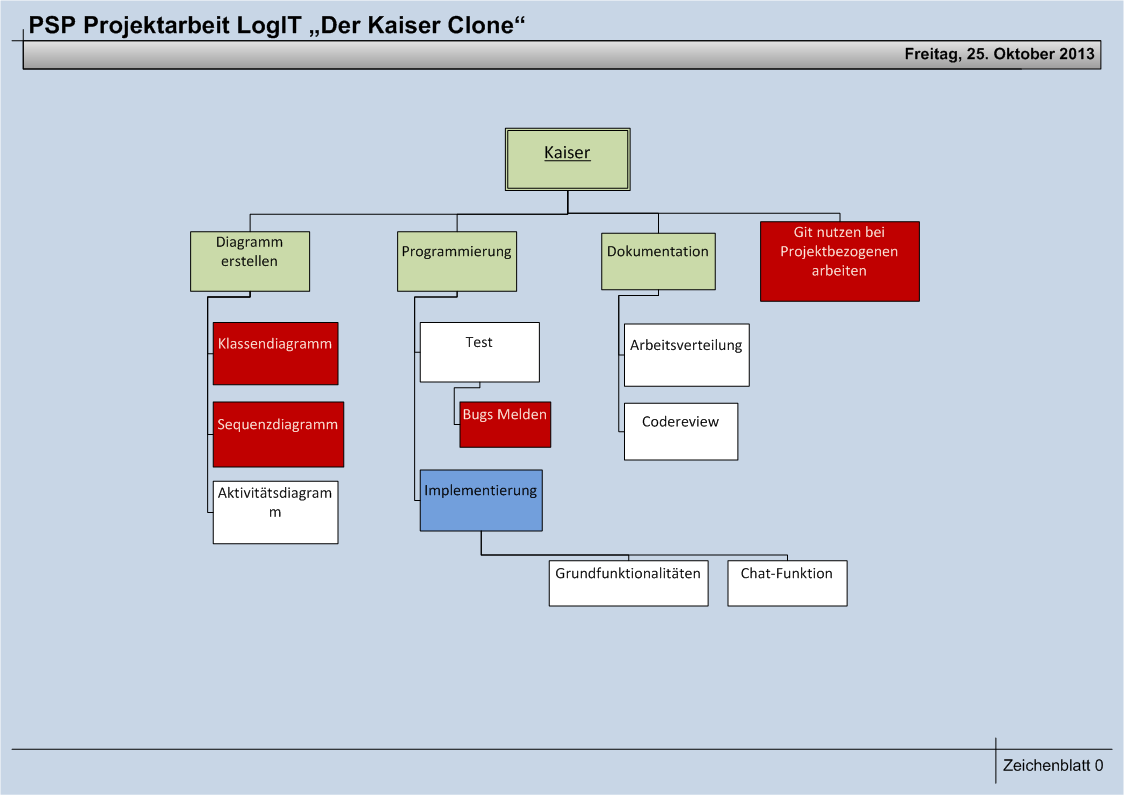 PSP Projektarbeit LogIT „Der Kaiser Clone“
Freitag, 25. Oktober 2013
Kaiser
Diagramm
erstellen
Programmierung
Dokumentation
Git nutzen bei
Projektbezogenen
arbeiten
Klassendiagramm
Test
Arbeitsverteilung
Sequenzdiagramm
Bugs Melden
Codereview
Aktivitätsdiagram
m
Implementierung
Grundfunktionalitäten
Chat-Funktion
Zeichenblatt 0